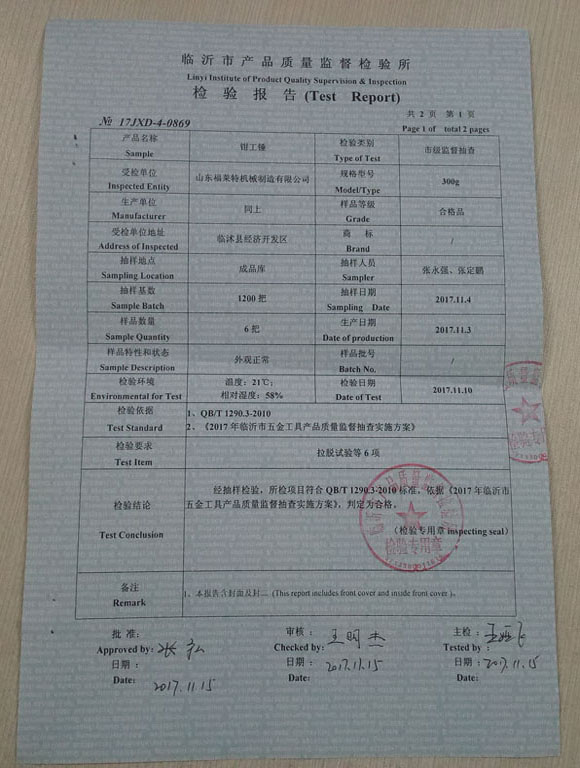 临沂市产品质量监督检验所
Linyi Institute of Product Quality Supervision & Inspection
检 验 报 告 (Test Report)
№ 17JXD-4-0869
共 2 页 第 1 页
Page 1 of total 2 pages
产品名称 钳工锤 检验类别 市级监督抽查
Sample Type of Test
受检单位 山东福莱特机械制造有限公司 规格型号 300g
Inspected Entity Model/Type
生产单位 同上 样品等级 合格品
Manufacturer Grade
受检单位地址 临沭县经济开发区 商 标 /
Address of Inspected Brand
抽样地点 成品库 抽样人员 张永强、张定鹏
Sampling Location Sampler
抽样基数 1200 把 抽样日期 2017.11.4
Sample Batch Sampling Date
样品数量 6 把 生产日期 2017.11.3
Sample Quantity Date of production
样品特性和状态 外观正常 样品批号 /
Sample Description Batch No.
检验环境 温度：21℃； 检验日期 2017.11.10
Environmental for Test 相对湿度：58% Date of Test
检验依据 1、QB/T 1290.3-2010
Test Standard 2、《2017 年临沂市五金工具产品质量监督抽查实施方案》
检验要求 拉脱试验等 6 项
Test Item
经抽样检验，所检项目符合 QB/T 1290.3-2010 标准，依据《2017 年临沂市
检验结论 五金工具产品质量监督抽查实施方案》，判定为合格。
Test Conclusion （检验专用章 inspecting seal）
检验专用章
检验专用
备注 1、本报告含封面及封二 (This report includes front cover and inside front cover )。
Remark
批 准： 审核： 主检：
Approved by: Checked by: 王明杰 Tested by :
日期： 日期： 2017.11.15 日期： 2017.11.15
Date: 2017.11.15 Date: Date: